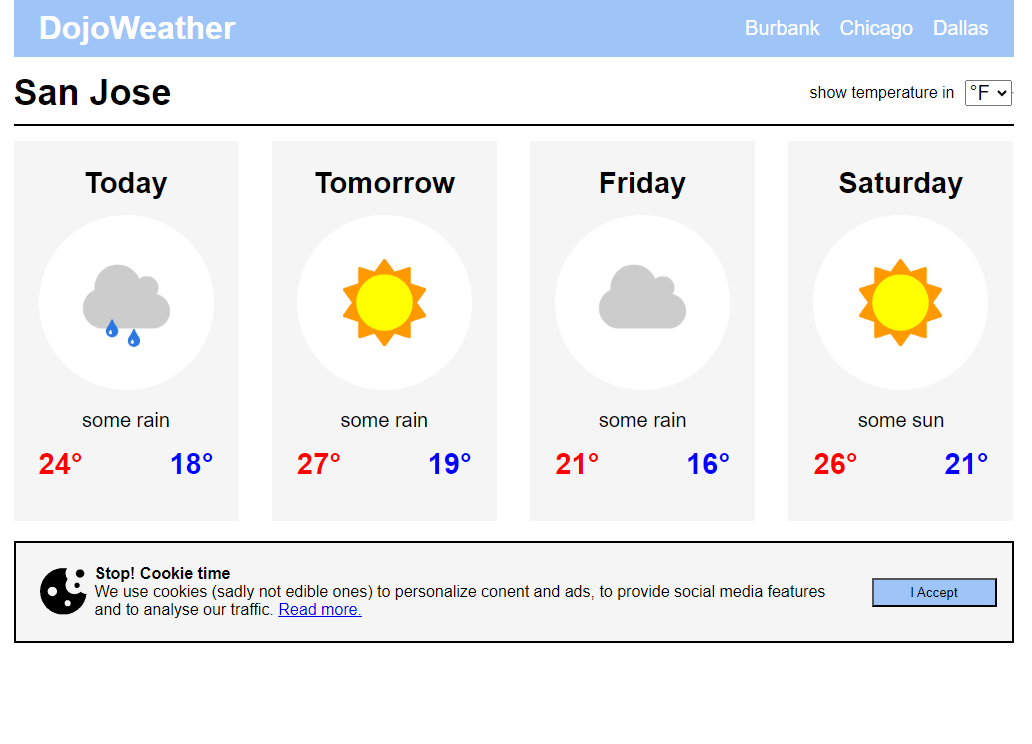 DojoWeather Burbank Chicago Dallas
San Jose show temperature in °F
Today Tomorrow Friday Saturday
some rain some rain some rain some sun
24° 18° 27° 19° 21° 16° 26° 21°
Stop! Cookie time
We use cookies (sadly not edible ones) to personalize conent and ads, to provide social media features
and to analyse our traffic. Read more.
I Accept